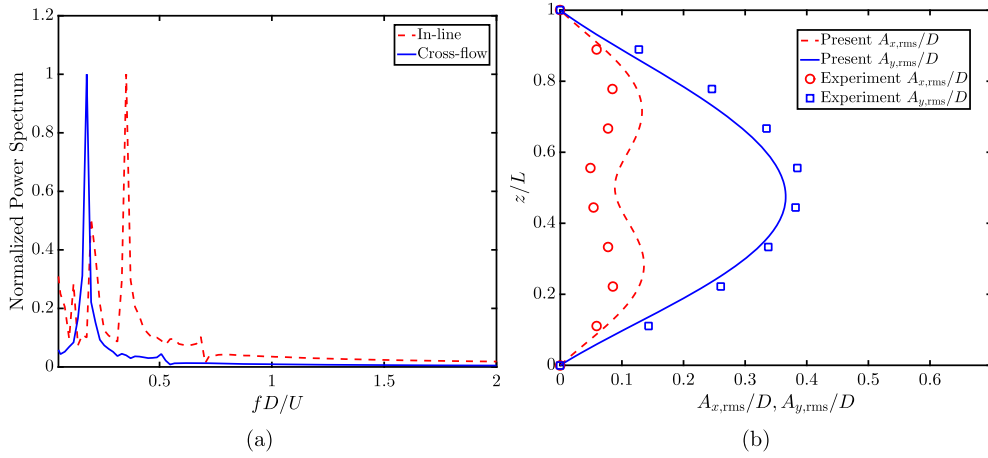 1.2
1
0.8
0.6
0.4
0.2
0
0.5
1
1.5
2
Normalized Power Spectrum
fD/U
In-line
Cross-flow
(a)
1
0.8
0.6
0.4
0.2
0
0
0.1
0.2
0.3
0.4
0.5
0.6
z/L
A_{x,rms}/D, A_{y,rms}/D
Present A_{x,rms}/D
Present A_{y,rms}/D
Experiment A_{x,rms}/D
Experiment A_{y,rms}/D
(b)